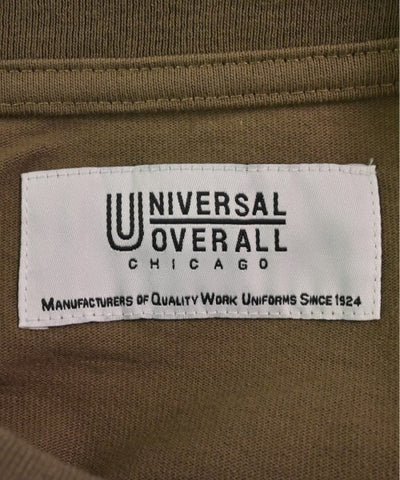 UNIVERSAL
OVERALL
CHICAGO
MANUFACTURERS OF QUALITY WORK UNIFORMS SINCE 1924